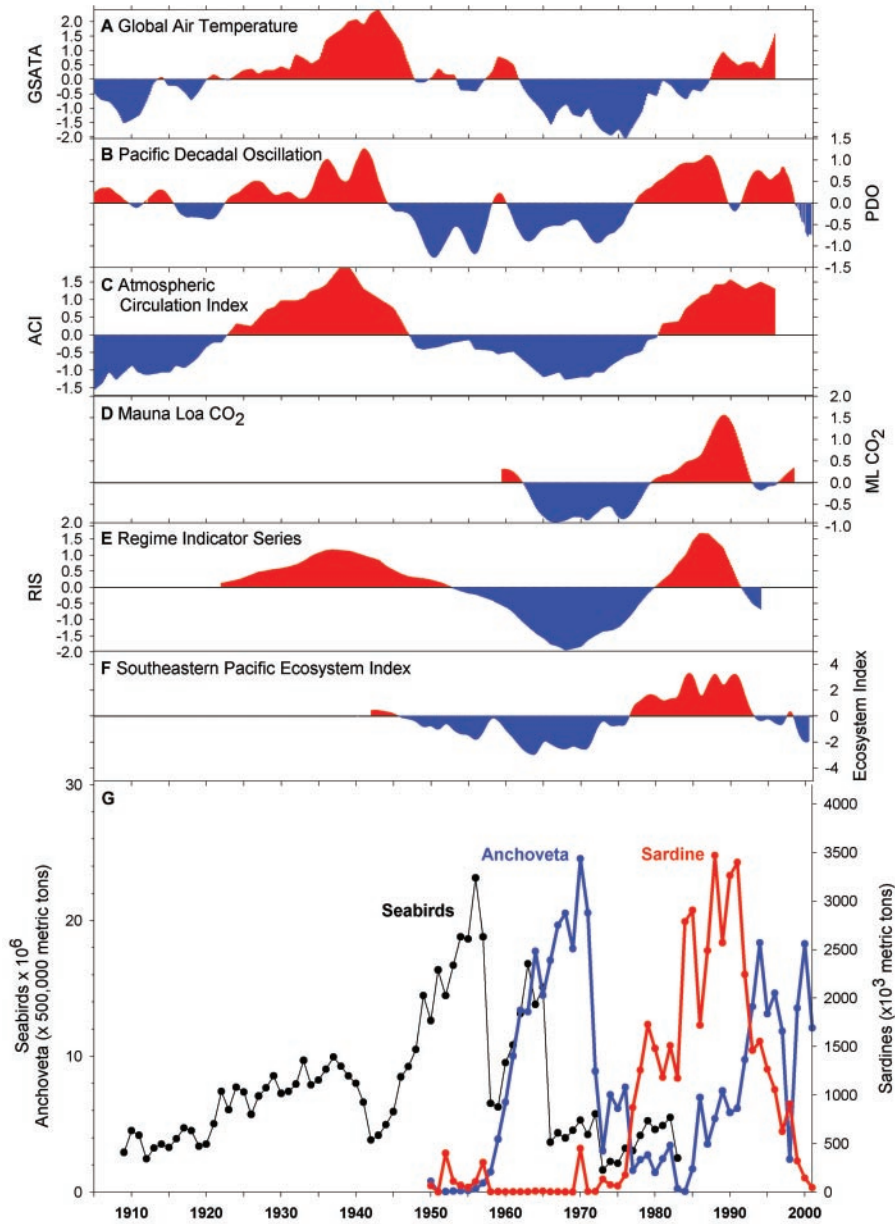 A Global Air Temperature
GSATA
2.0
1.5
1.0
0.5
0.0
-0.5
-1.0
-1.5
-2.0
B Pacific Decadal Oscillation
PDO
1.5
1.0
0.5
0.0
-0.5
-1.0
-1.5
C Atmospheric
Circulation Index
ACI
1.5
1.0
0.5
0.0
-0.5
-1.0
-1.5
D Mauna Loa CO2
ML CO2
2.0
1.5
1.0
0.5
0.0
-0.5
-1.0
E Regime Indicator Series
RIS
2.0
1.5
1.0
0.5
0.0
-0.5
-1.0
-1.5
-2.0
F Southeastern Pacific Ecosystem Index
Ecosystem Index
4
2
0
-2
-4
G
Seabirds x 10^6
Anchoveta (x 500,000 metric tons)
30
20
10
0
Seabirds
Anchoveta
Sardine
Sardines (x10^3 metric tons)
4000
3500
3000
2500
2000
1500
1000
500
0
1910 1920 1930 1940 1950 1960 1970 1980 1990 2000